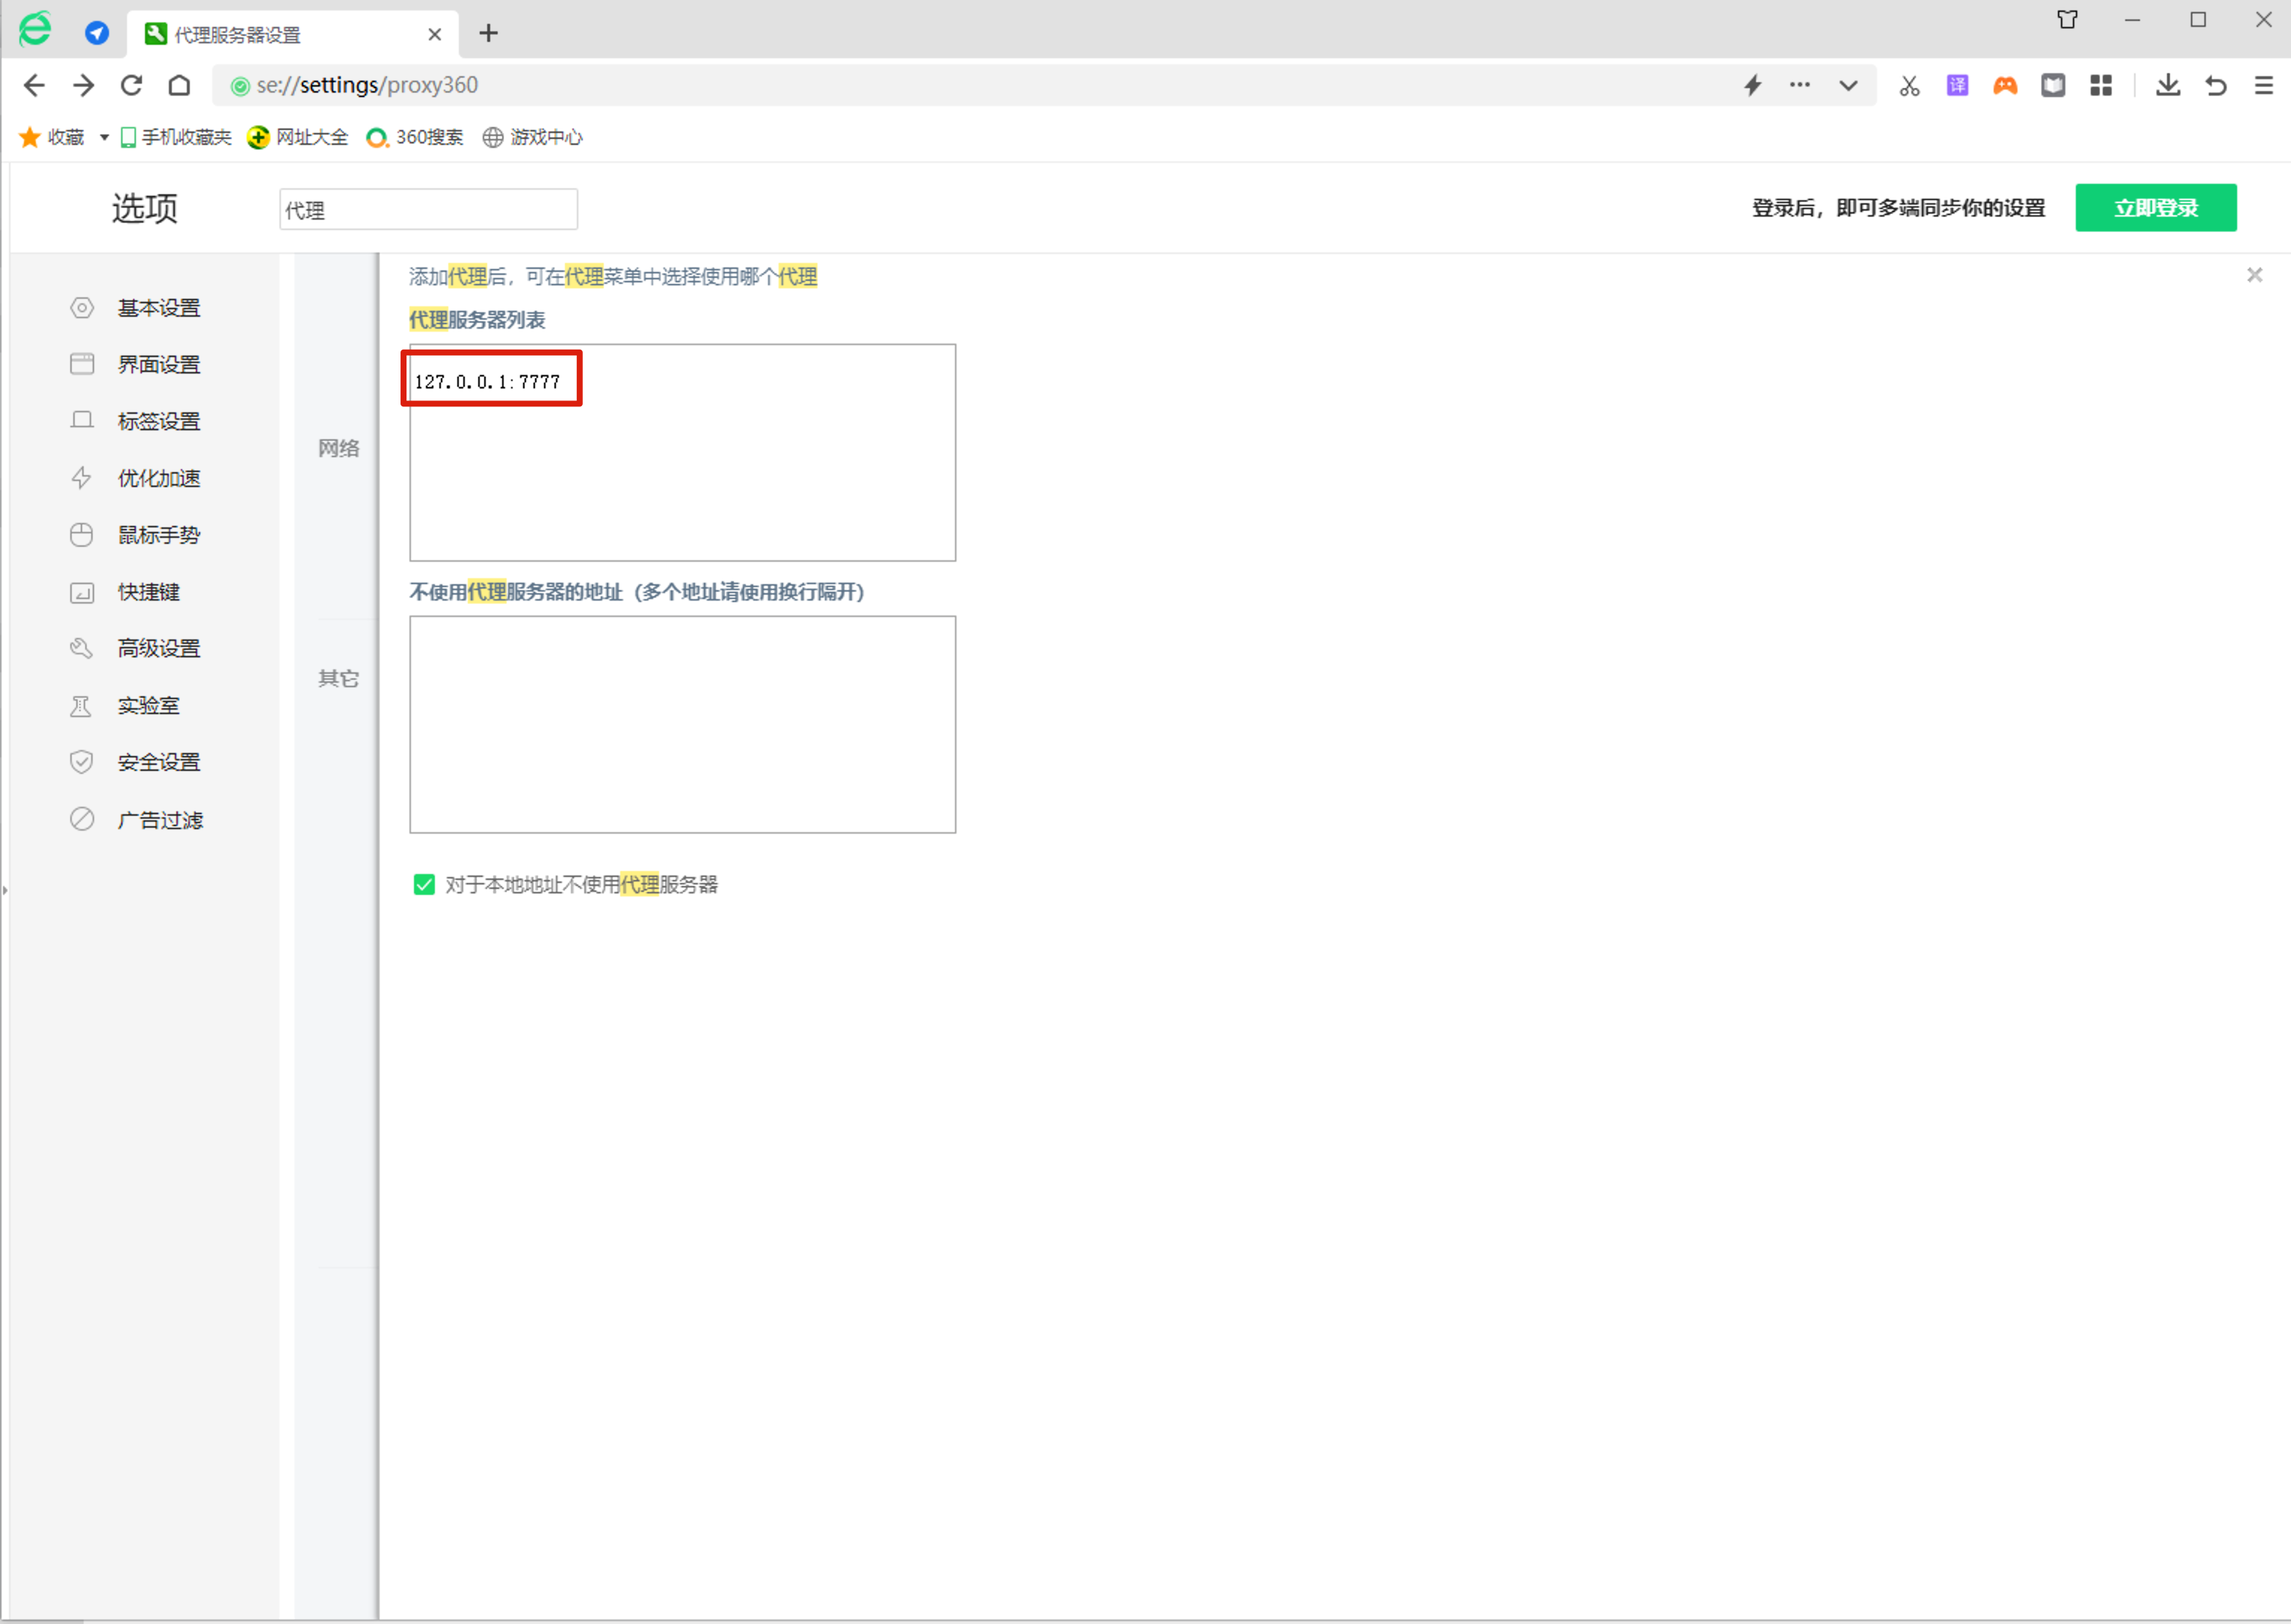 代理服务器设置
se://settings/proxy360
译
收藏 手机收藏夹 网址大全 360搜索 游戏中心
选项 代理 登录后，即可多端同步你的设置 立即登录
基本设置
界面设置
标签设置
优化加速
鼠标手势
快捷键
高级设置
实验室
安全设置
广告过滤
网络
其它
添加代理后，可在代理菜单中选择使用哪个代理
代理服务器列表
127.0.0.1:7777
不使用代理服务器的地址（多个地址请使用换行隔开）
对于本地地址不使用代理服务器